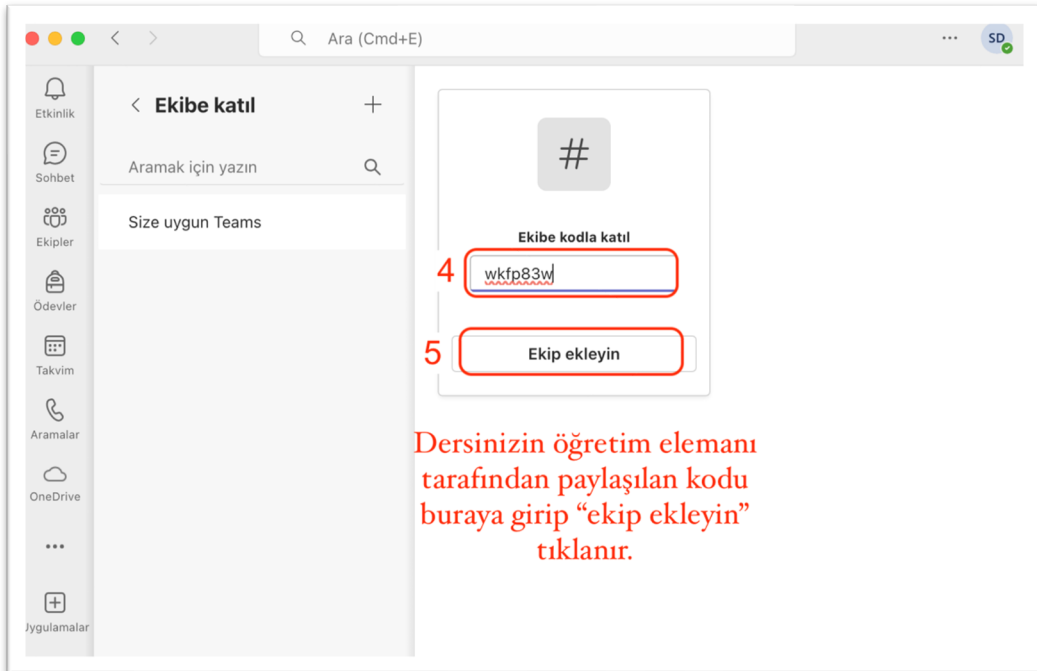 Ara (Cmd+E)
SD
Etkinlik
Sohbet
Ekipler
Ödevler
Takvim
Aramalar
OneDrive
Uygulamalar
Ekibe katıl
Aramak için yazın
Size uygun Teams
#
Ekibe kodla katıl
4
wkfp83w
5
Ekip ekleyin
Dersinizin öğretim elemanı
tarafından paylaşılan kodu
buraya girip “ekip ekleyin”
tıklanır.